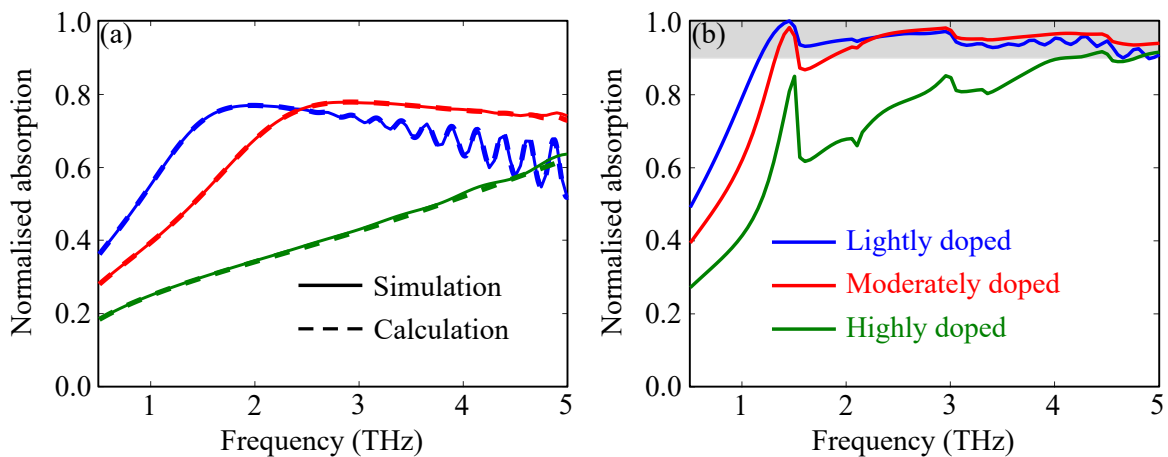 (a)
Normalised absorption
1.0
0.8
0.6
0.4
0.2
0.0
Simulation
Calculation
1 2 3 4 5
Frequency (THz)
(b)
Normalised absorption
1.0
0.8
0.6
0.4
0.2
0.0
Lightly doped
Moderately doped
Highly doped
1 2 3 4 5
Frequency (THz)